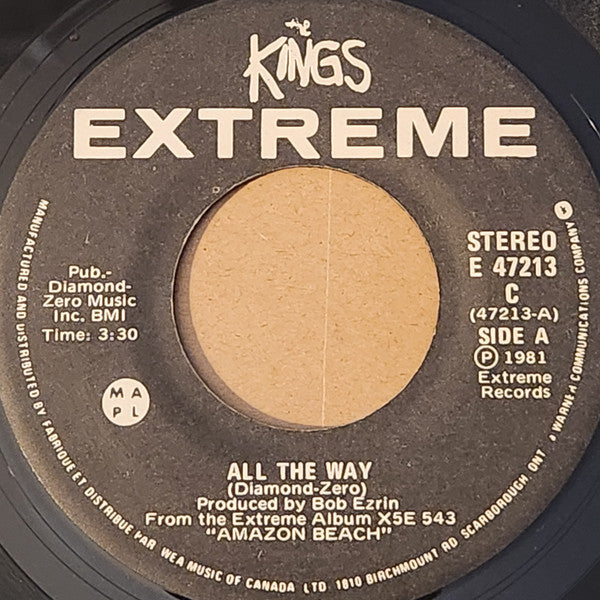 the
KINGS
EXTREME
Pub.-
Diamond-
Zero Music
Inc. BMI
Time: 3:30
M A
P L
STEREO
E 47213
C
(47213-A)
SIDE A
Ⓟ 1981
Extreme
Records
ALL THE WAY
(Diamond-Zero)
Produced by Bob Ezrin
From the Extreme Album X5E 543
"AMAZON BEACH"
MANUFACTURED AND DISTRIBUTED BY FABRIQUE ET DISTRIBUE PAR WEA MUSIC OF CANADA LTD 1810 BIRCHMOUNT RD SCARBOROUGH ONT A WARNER COMMUNICATIONS COMPANY